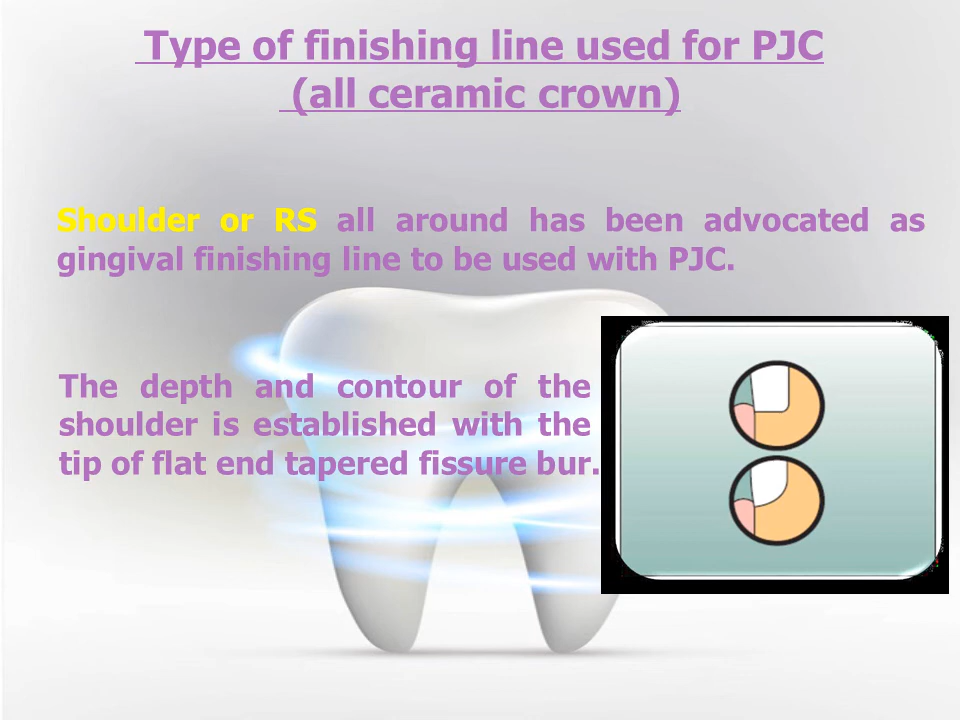 Type of finishing line used for PJC
(all ceramic crown)
Shoulder or RS all around has been advocated as
gingival finishing line to be used with PJC.
The depth and contour of the
shoulder is established with the
tip of flat end tapered fissure bur.